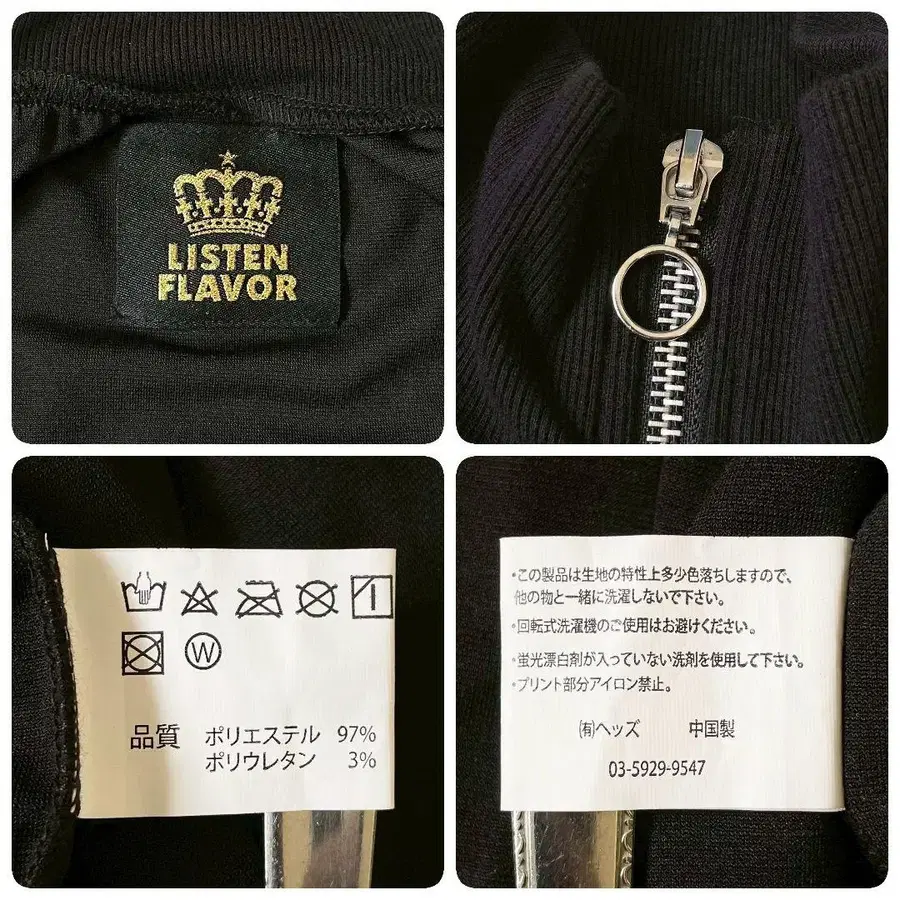 LISTEN
FLAVOR
W
品質 ポリエステル 97%
ポリウレタン 3%
・この製品は生地の特性上多少色落ちしますので、
他の物と一緒に洗濯しないで下さい。
・回転式洗濯機のご使用はお避けください。
・蛍光漂白剤が入っていない洗剤を使用して下さい。
・プリント部分アイロン禁止。
㈲ヘッズ 中国製
03-5929-9547